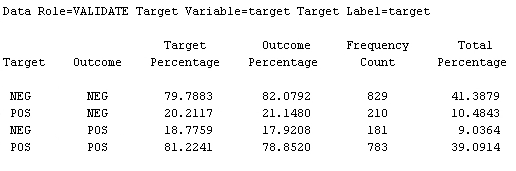 Data Role=VALIDATE Target Variable=target Target Label=target
Target Outcome Frequency Total
Target Outcome Percentage Percentage Count Percentage
NEG NEG 79.7883 82.0792 829 41.3879
POS NEG 20.2117 21.1480 210 10.4843
NEG POS 18.7759 17.9208 181 9.0364
POS POS 81.2241 78.8520 783 39.0914